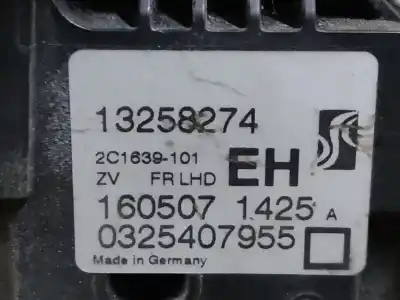 13258274
2C1639-101
ZV FR LHD EH
160507 1425 A
0325407955
Made in Germany